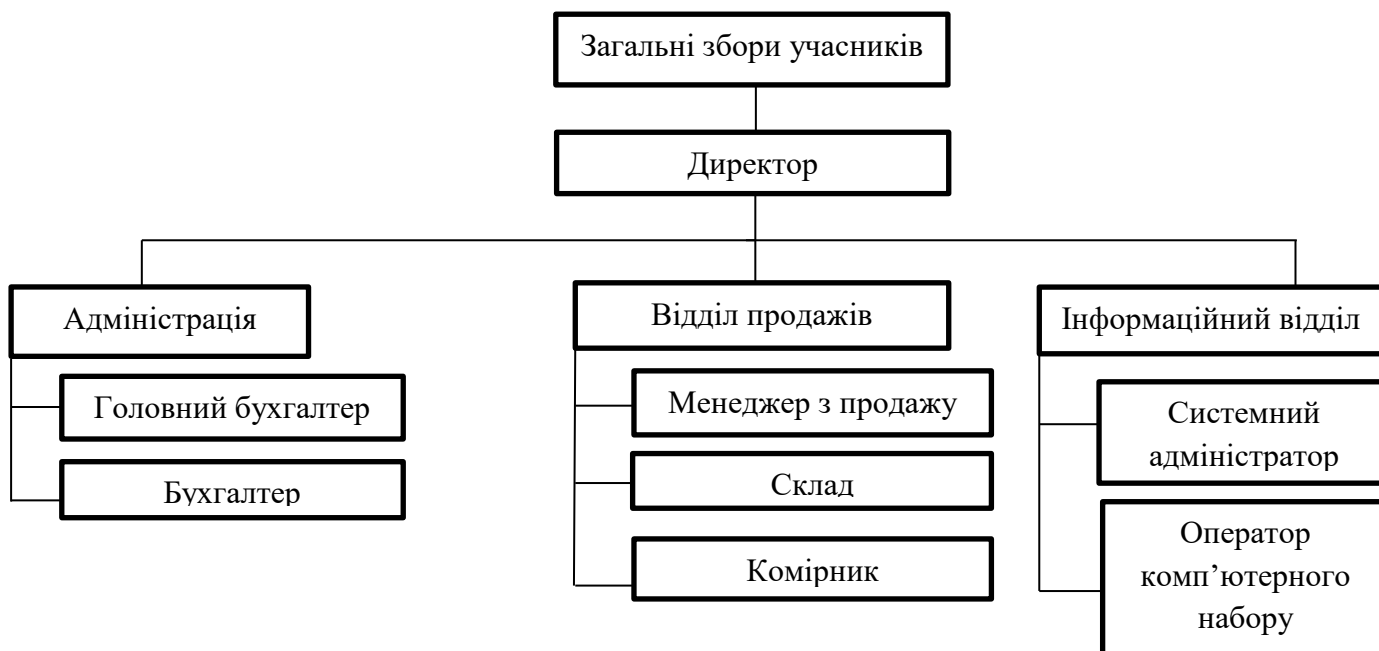 Загальні збори учасників
Директор
Адміністрація
Відділ продажів
Інформаційний відділ
Головний бухгалтер
Бухгалтер
Менеджер з продажу
Склад
Комірник
Системний
адміністратор
Оператор
комп’ютерного
набору